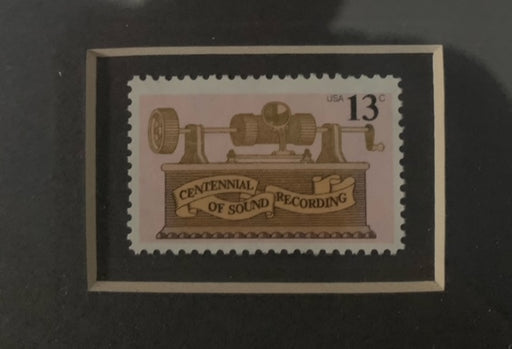 USA 13c
CENTENNIAL
OF SOUND RECORDING